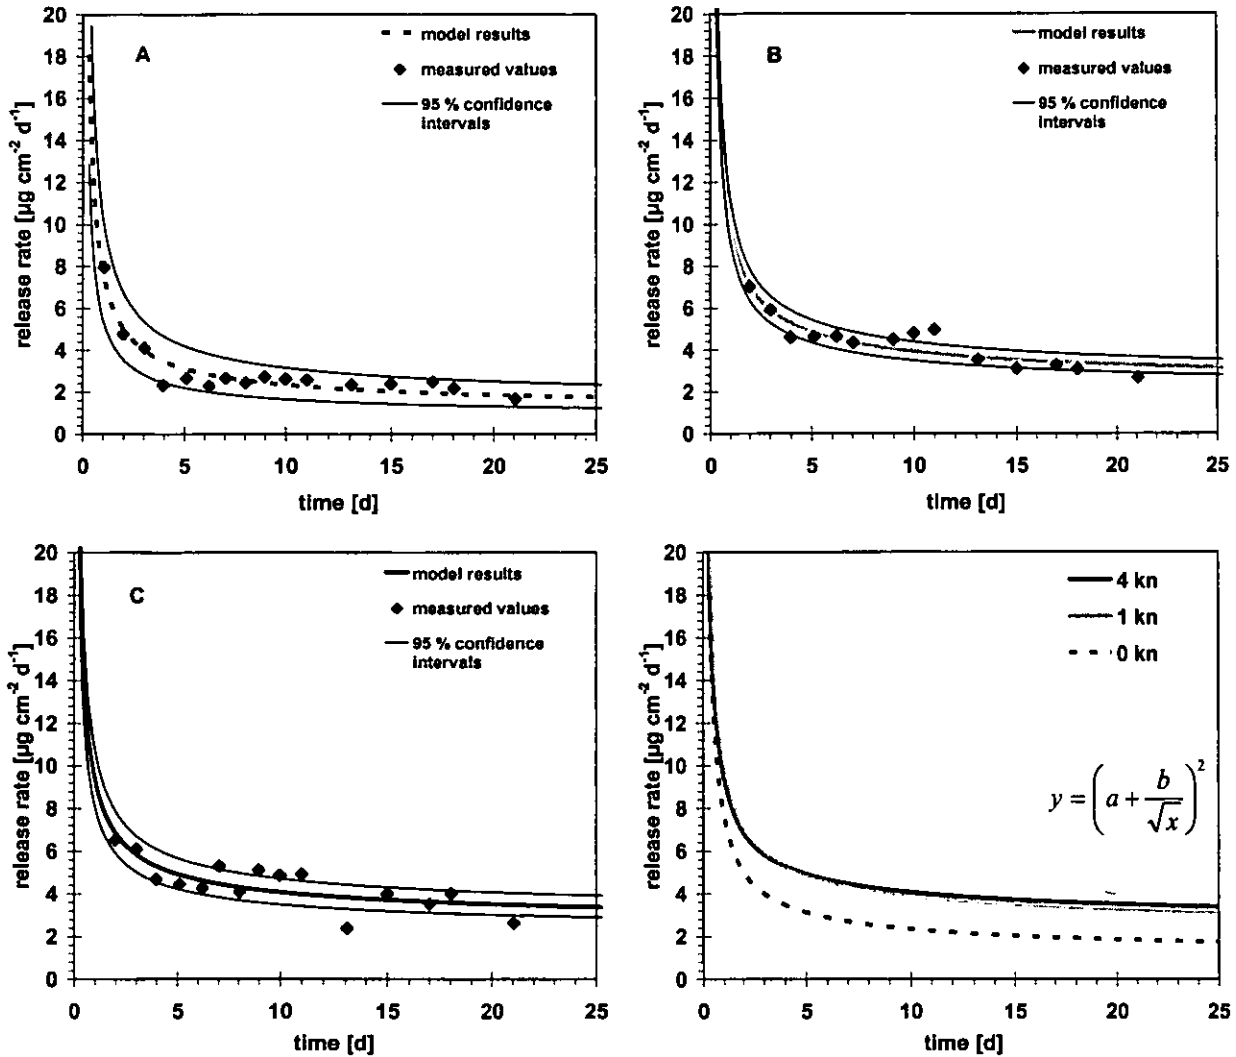 A
model results
measured values
95 % confidence
intervals
release rate [µg cm-2 d-1]
20
18
16
14
12
10
8
6
4
2
0
0 5 10 15 20 25
time [d]
B
model results
measured values
95 % confidence
intervals
release rate [µg cm-2 d-1]
20
18
16
14
12
10
8
6
4
2
0
0 5 10 15 20 25
time [d]
C
model results
measured values
95 % confidence
intervals
release rate [µg cm-2 d-1]
20
18
16
14
12
10
8
6
4
2
0
0 5 10 15 20 25
time [d]
4 kn
1 kn
0 kn
y = (a + b/√x)²
release rate [µg cm-2 d-1]
20
18
16
14
12
10
8
6
4
2
0
0 5 10 15 20 25
time [d]